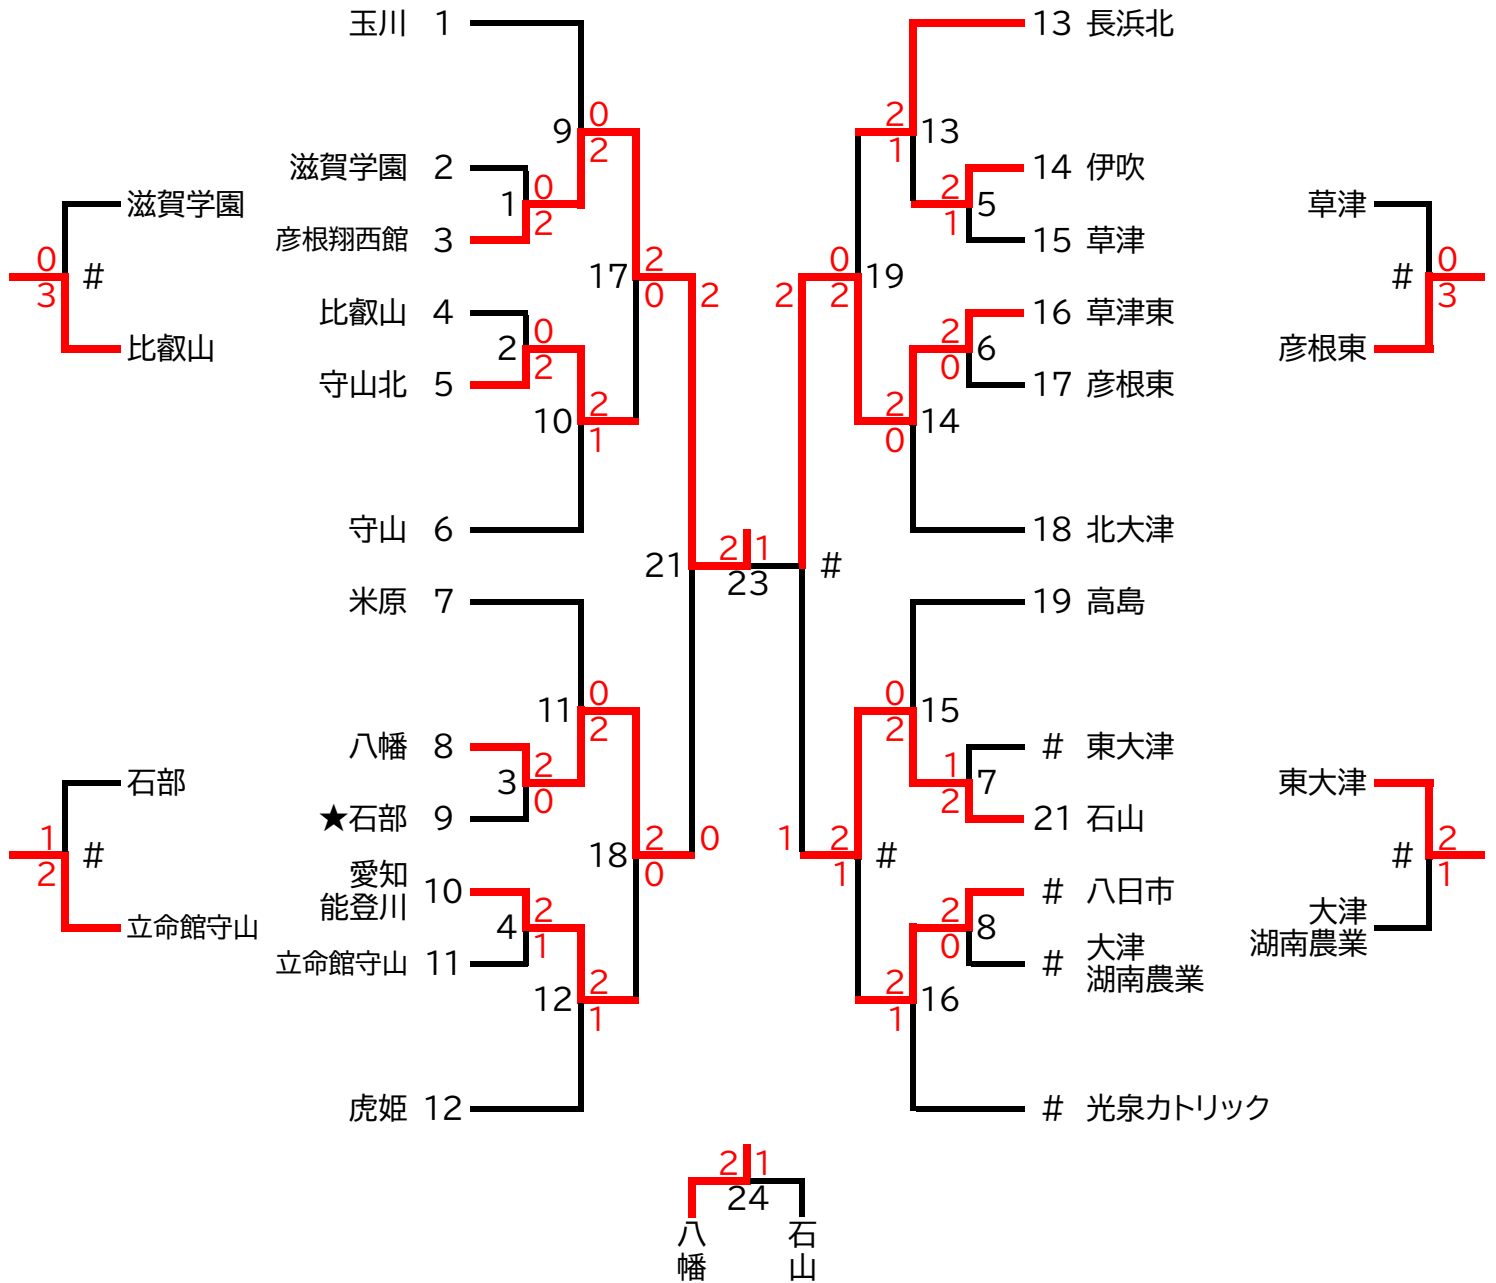 玉川 1
滋賀学園 2
彦根翔西館 3
比叡山 4
守山北 5
守山 6
米原 7
八幡 8
★石部 9
愛知
能登川 10
立命館守山 11
虎姫 12
13 長浜北
14 伊吹
15 草津
16 草津東
17 彦根東
18 北大津
19 高島
# 東大津
21 石山
# 八日市
# 大津
湖南農業
# 光泉カトリック
滋賀学園
0
3
#
比叡山
石部
1
2
#
立命館守山
草津
0
3
#
彦根東
東大津
2
1
#
大津
湖南農業
9
0
2
1
0
2
17
2
0
2
2
0
2
10
2
1
21
2 1
23
11
0
2
3
2
0
18
2
0
0
4
2
1
12
2
1
2
1
13
2
1
5
2
0
2
19
2
0
6
2
0
14
#
0
2
15
1
2
7
1
2
1
#
2
0
8
2
1
16
2 1
24
八幡
石山